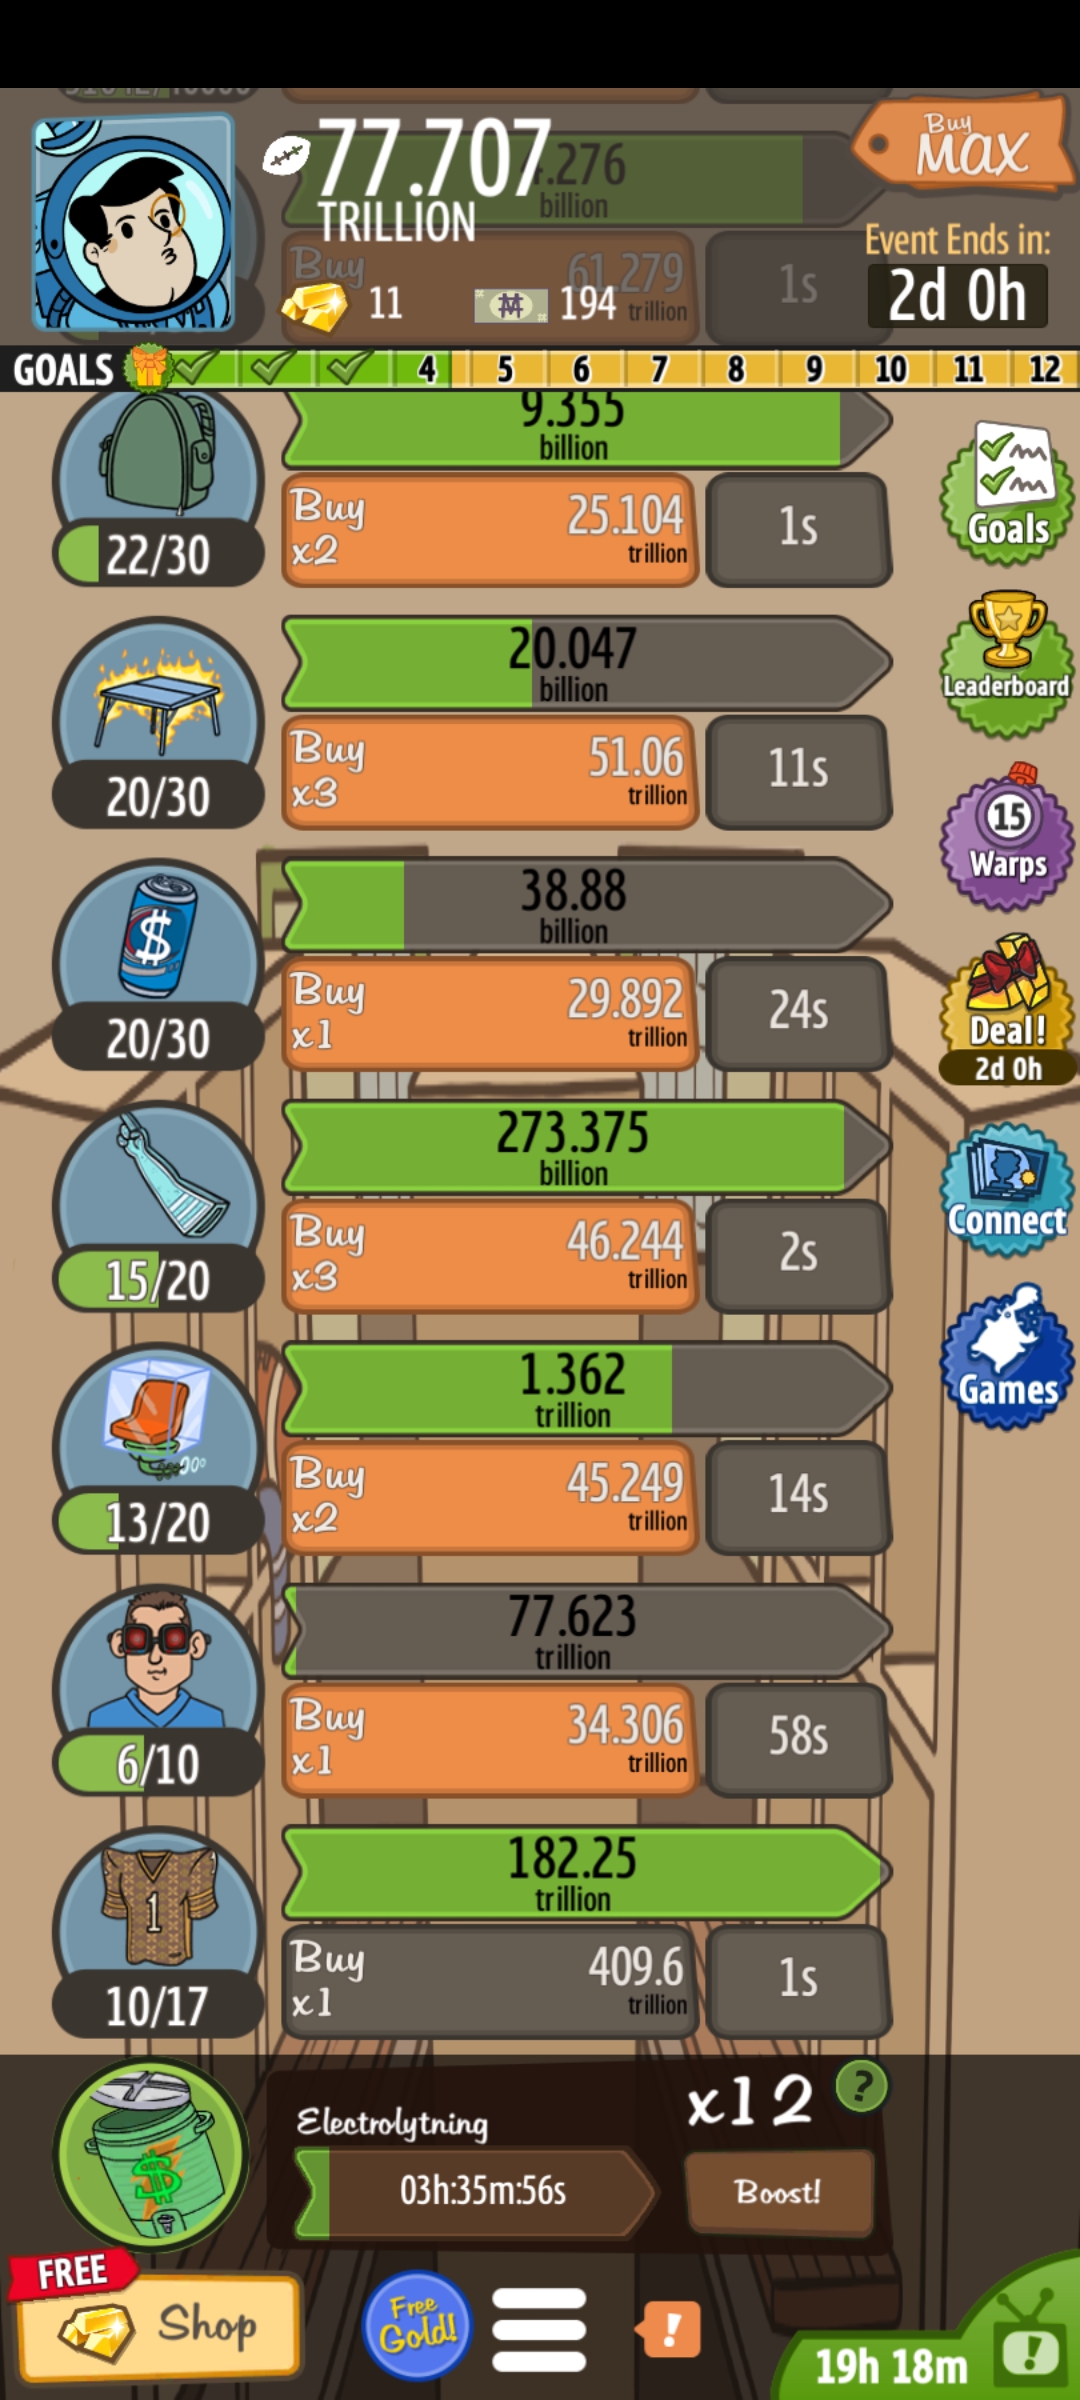 77.707
TRILLION
Buy
MAX
.276
billion
Buy
61.279
trillion
1s
11
194
Event Ends in:
2d 0h
GOALS
4 5 6 7 8 9 10 11 12
9.355
billion
Buy
x2
25.104
trillion
1s
22/30
Goals
20.047
billion
Buy
x3
51.06
trillion
11s
20/30
Leaderboard
38.88
billion
Buy
x1
29.892
trillion
24s
20/30
15
Warps
Deal!
2d 0h
$
273.375
billion
Buy
x3
46.244
trillion
2s
15/20
Connect
1.362
trillion
Buy
x2
45.249
trillion
14s
13/20
Games
77.623
trillion
Buy
x1
34.306
trillion
58s
6/10
182.25
trillion
1
Buy
x1
409.6
trillion
1s
10/17
$
Electrolytning
03h:35m:56s
x12
?
Boost!
FREE
Shop
Free
Gold!
!
19h 18m
!